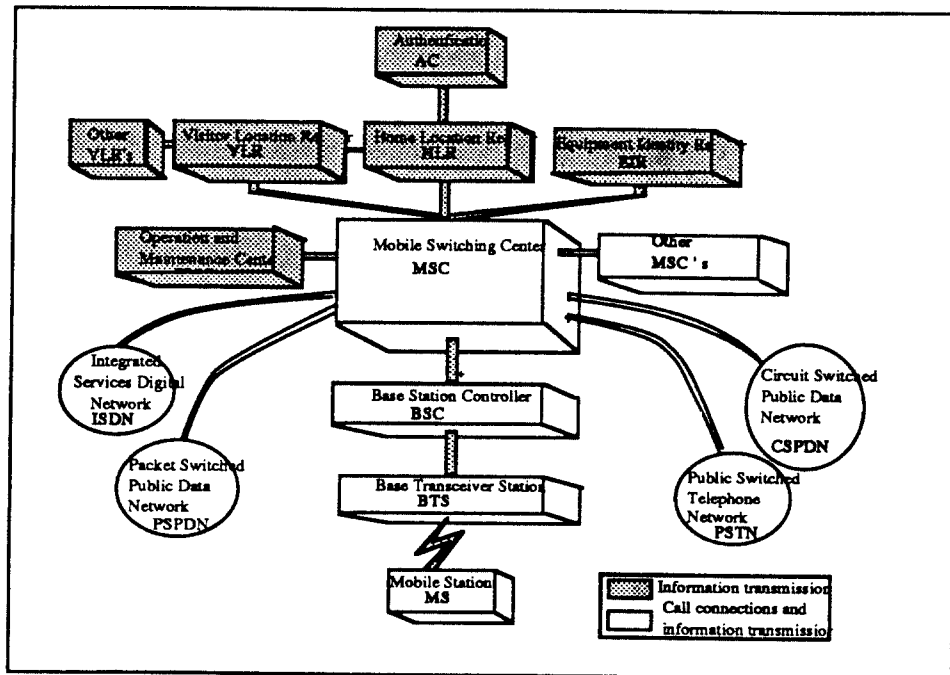 Authentication
AC
Other
VLR's
Visitor Location Re
VLR
Home Location Re
HLR
Equipment Identity Re
EIR
Operation and
Maintenance Cente
Mobile Switching Center
MSC
Other
MSC ' s
Integrated
Services Digital
Network
ISDN
Packet Switched
Public Data
Network
PSPDN
Base Station Controller
BSC
Base Transceiver Station
BTS
Mobile Station
MS
Circuit Switched
Public Data
Network
CSPDN
Public Switched
Telephone
Network
PSTN
Information transmission
Call connections and
information transmission